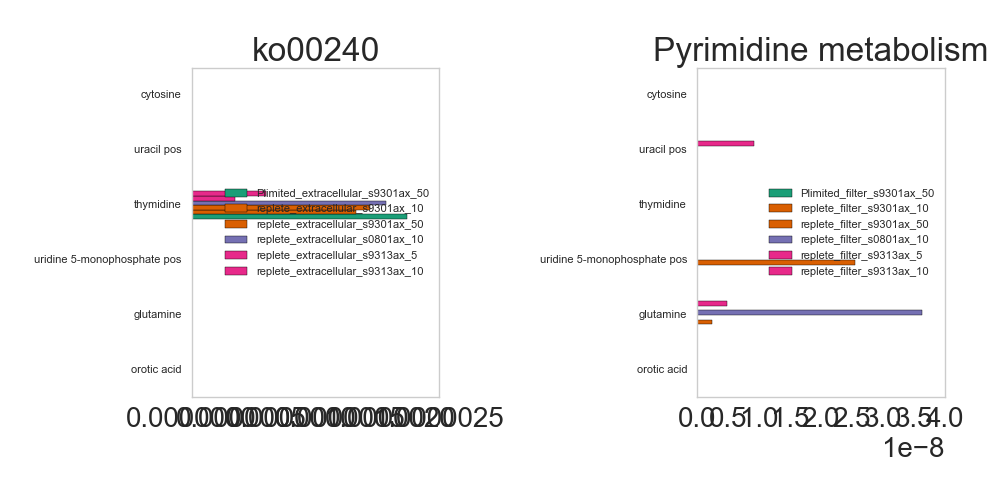 ko00240
cytosine
uracil pos
thymidine
uridine 5-monophosphate pos
glutamine
orotic acid
Plimited_extracellular_s9301ax_50
replete_extracellular_s9301ax_10
replete_extracellular_s9301ax_50
replete_extracellular_s0801ax_10
replete_extracellular_s9313ax_5
replete_extracellular_s9313ax_10
Pyrimidine metabolism
cytosine
uracil pos
thymidine
uridine 5-monophosphate pos
glutamine
orotic acid
Plimited_filter_s9301ax_50
replete_filter_s9301ax_10
replete_filter_s9301ax_50
replete_filter_s0801ax_10
replete_filter_s9313ax_5
replete_filter_s9313ax_10
0.0 0.5 1.0 1.5 2.0 2.5 3.0 3.5 4.0
1e−8